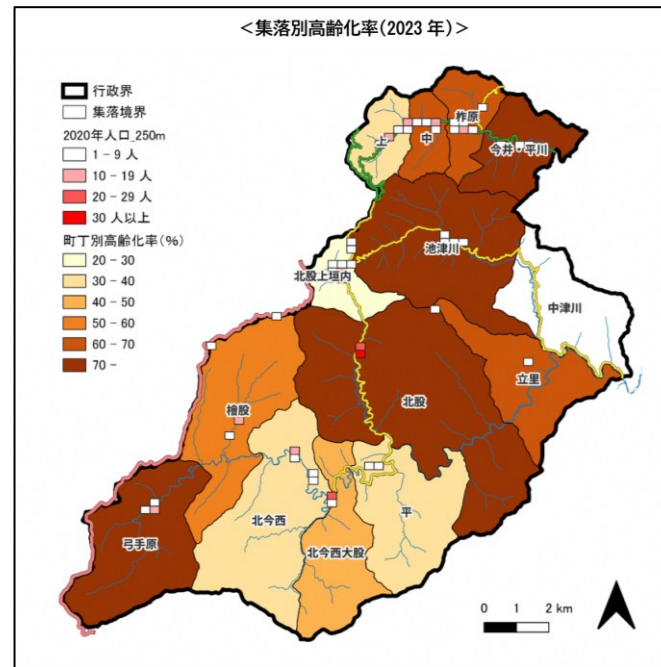 ＜集落別高齢化率(2023 年)＞
行政界
集落境界
2020年人口_250m
1 - 9 人
10 - 19 人
20 - 29 人
30 人以上
町丁別高齢化率(%)
20 - 30
30 - 40
40 - 50
50 - 60
60 - 70
70 -
柞原
上
中
今井・平川
池津川
北股上垣内
中津川
立里
北股
檜股
北今西
平
弓手原
北今西大股
0 1 2 km